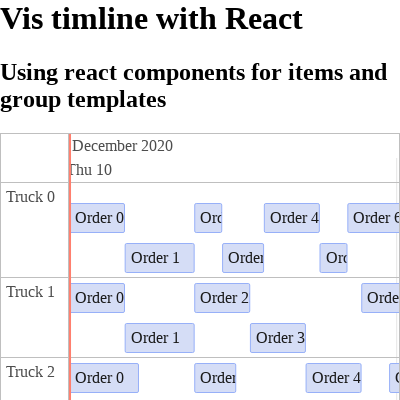 Vis timline with React
Using react components for items and
group templates
December 2020
Thu 10
Truck 0
Order 0
Order 4
Order 6
Order 1
Order
Truck 1
Order 0
Order 2
Orde
Order 1
Order 3
Truck 2
Order 0
Order
Order 4